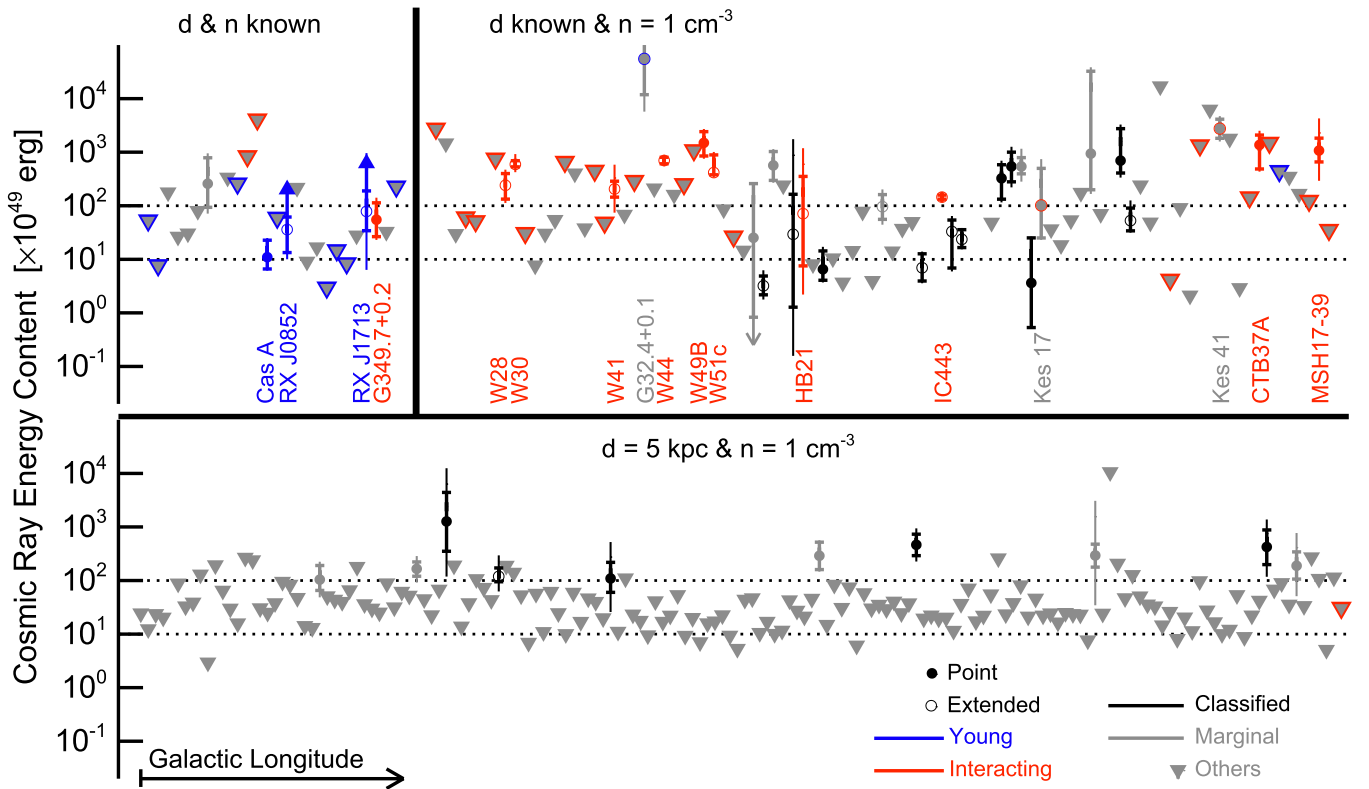 d & n known
d known & n = 1 cm⁻³
Cosmic Ray Energy Content [×10⁴⁹ erg]
10⁴
10³
10²
10¹
10⁰
10⁻¹
Cas A
RX J0852
RX J1713
G349.7+0.2
W28
W30
W41
G32.4+0.1
W44
W49B
W51c
HB21
IC443
Kes 17
Kes 41
CTB37A
MSH17-39
d = 5 kpc & n = 1 cm⁻³
10⁴
10³
10²
10¹
10⁰
10⁻¹
Galactic Longitude
Point
Extended
Young
Interacting
Classified
Marginal
Others